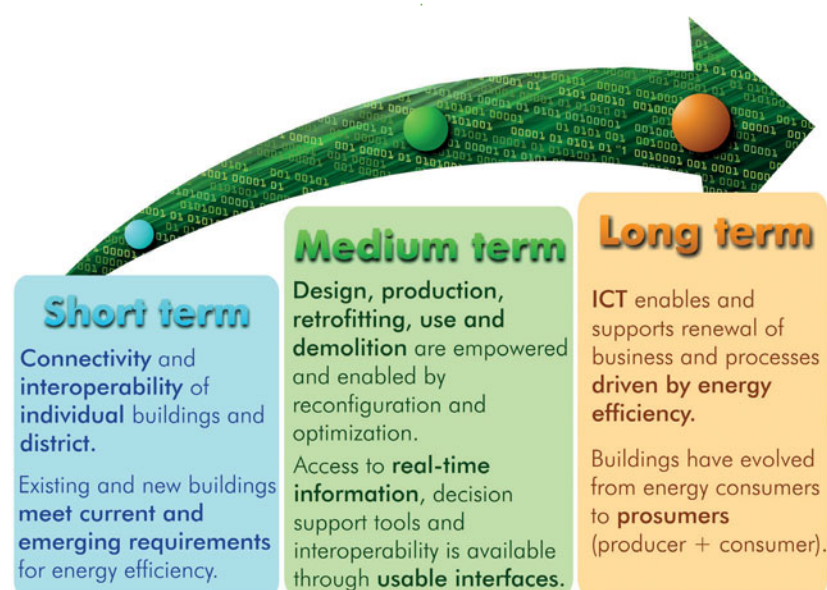 Short term
Connectivity and
interoperability of
individual buildings and
district.
Existing and new buildings
meet current and
emerging requirements
for energy efficiency.
Medium term
Design, production,
retrofitting, use and
demolition are empowered
and enabled by
reconfiguration and
optimization.
Access to real-time
information, decision
support tools and
interoperability is available
through usable interfaces.
Long term
ICT enables and
supports renewal of
business and processes
driven by energy
efficiency.
Buildings have evolved
from energy consumers
to prosumers
(producer + consumer).